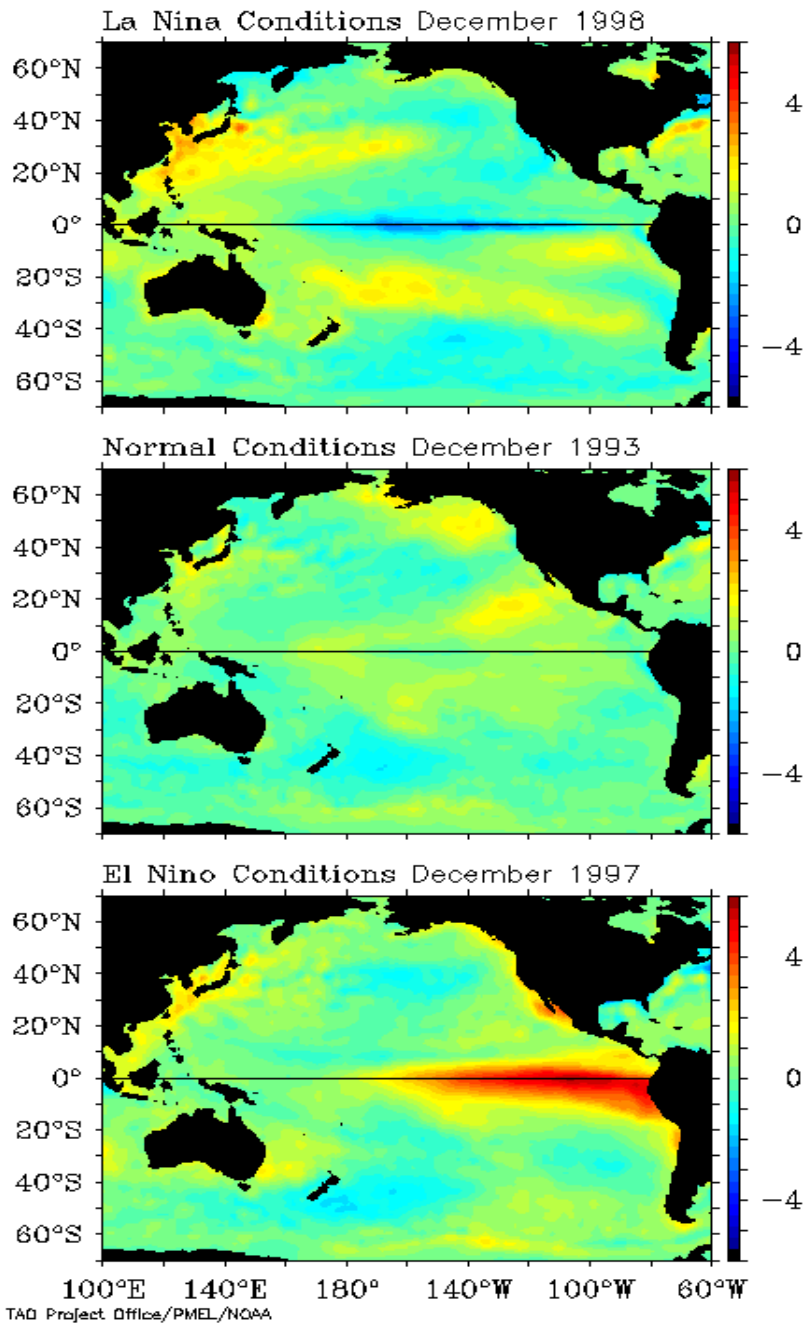 La Nina Conditions December 1998
60°N
40°N
20°N
0°
20°S
40°S
60°S
4
0
−4
Normal Conditions December 1993
60°N
40°N
20°N
0°
20°S
40°S
60°S
4
0
−4
El Nino Conditions December 1997
60°N
40°N
20°N
0°
20°S
40°S
60°S
4
0
−4
100°E 140°E 180° 140°W 100°W 60°W
TAO Project Office/PMEL/NOAA